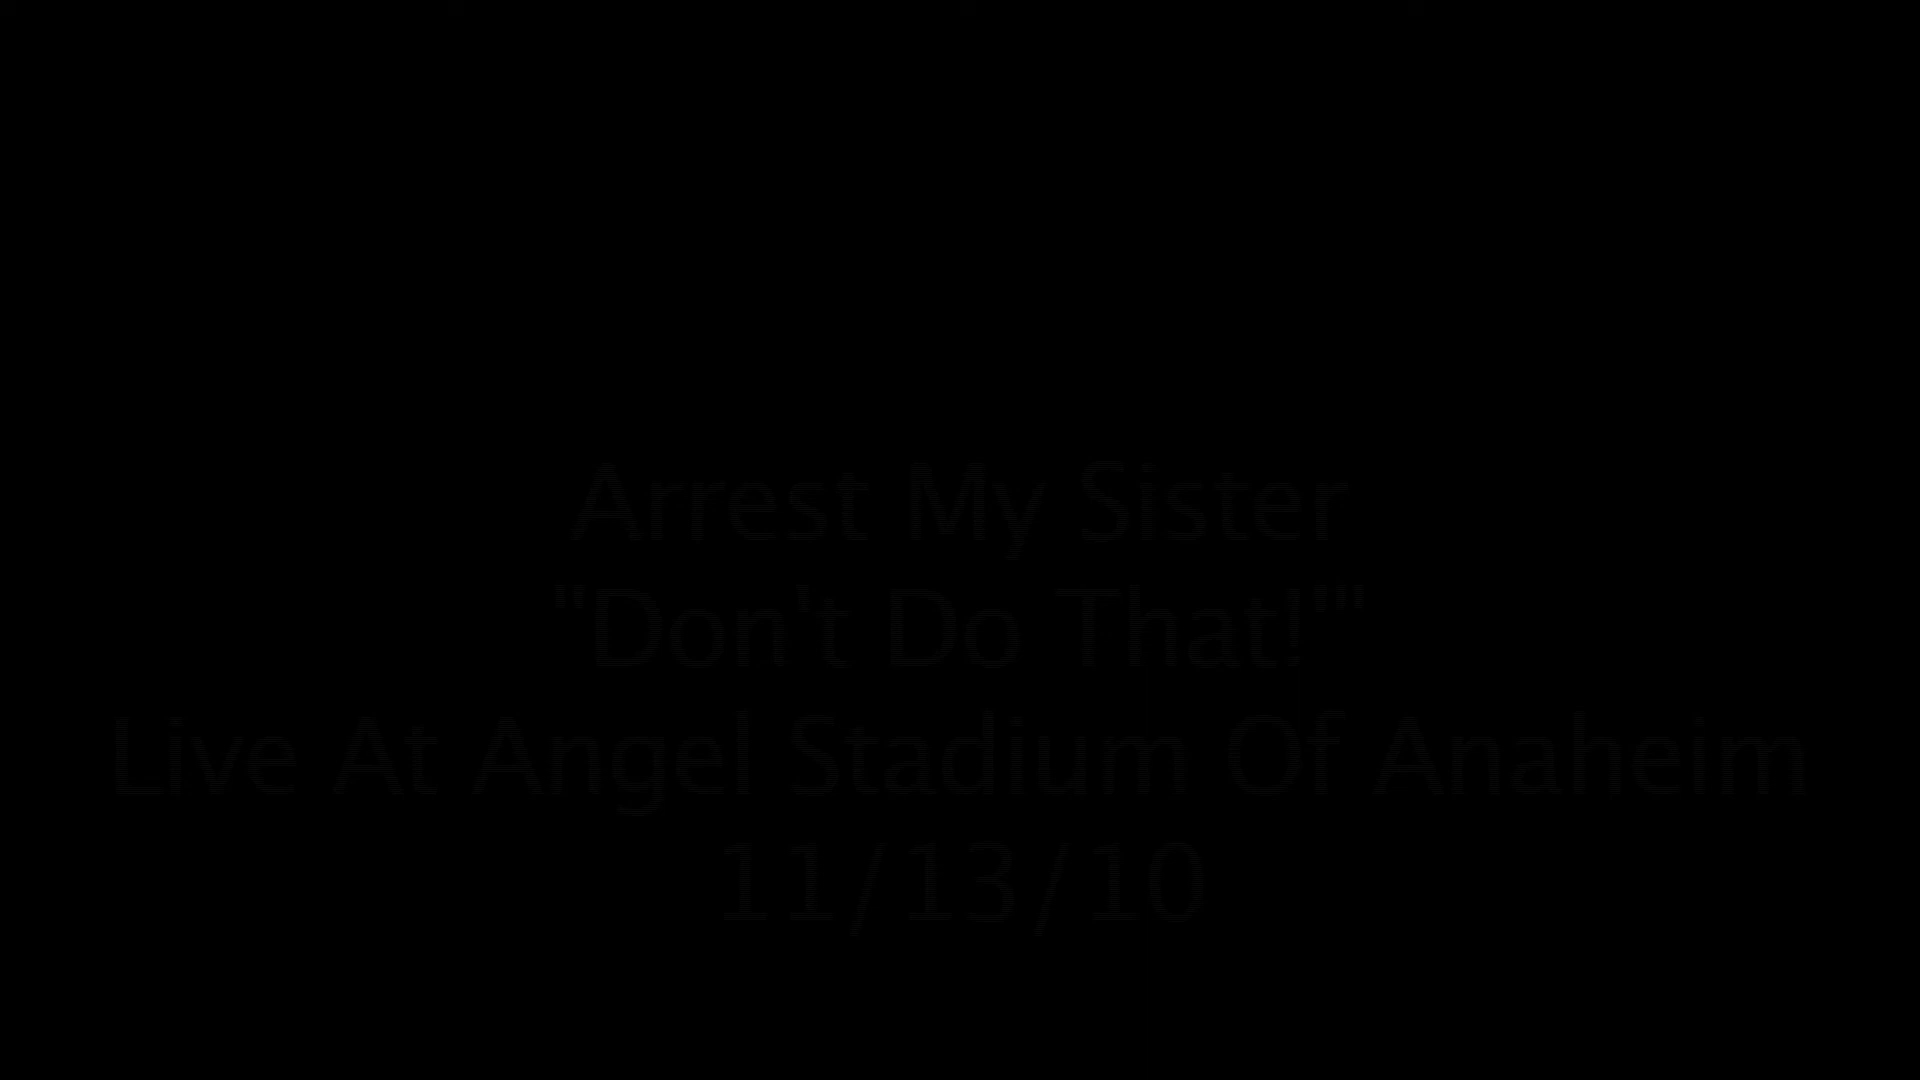 Arrest My Sister
"Don't Do That!'"
Live At Angel Stadium Of Anaheim
11/13/10